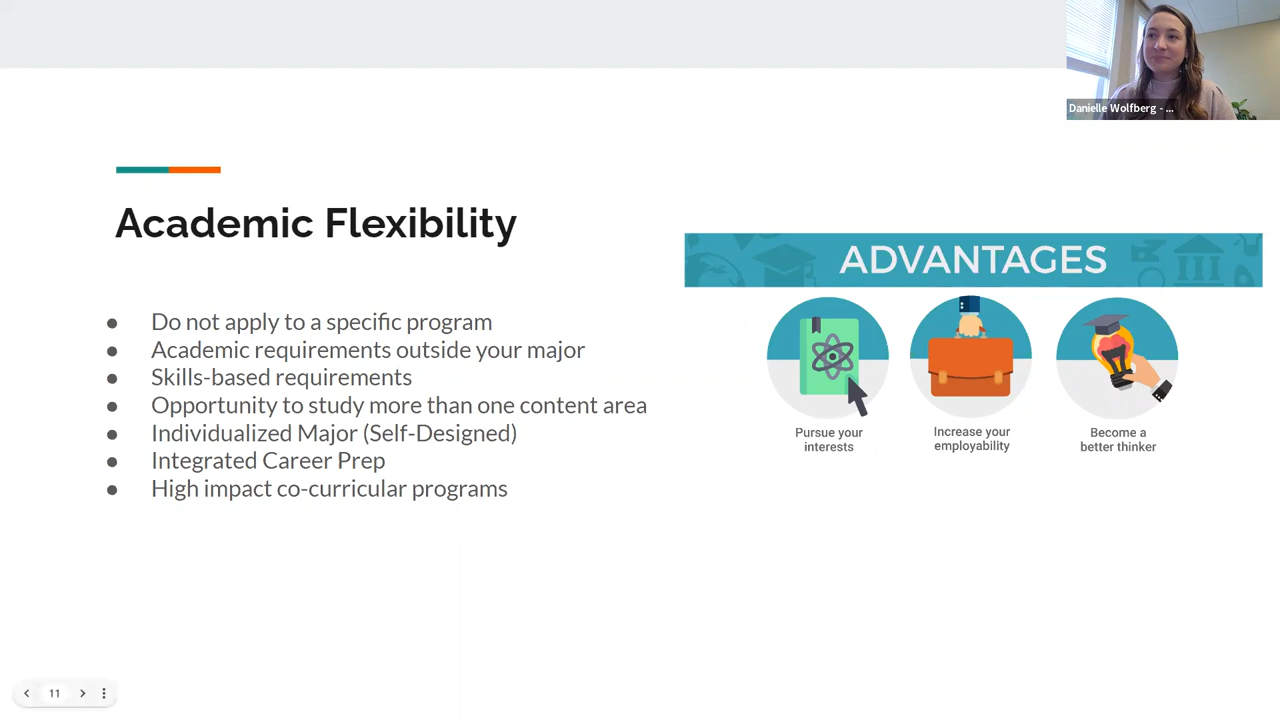 Danielle Wolfberg - ...
Academic Flexibility
● Do not apply to a specific program
● Academic requirements outside your major
● Skills-based requirements
● Opportunity to study more than one content area
● Individualized Major (Self-Designed)
● Integrated Career Prep
● High impact co-curricular programs
ADVANTAGES
Pursue your
interests
Increase your
employability
Become a
better thinker
11